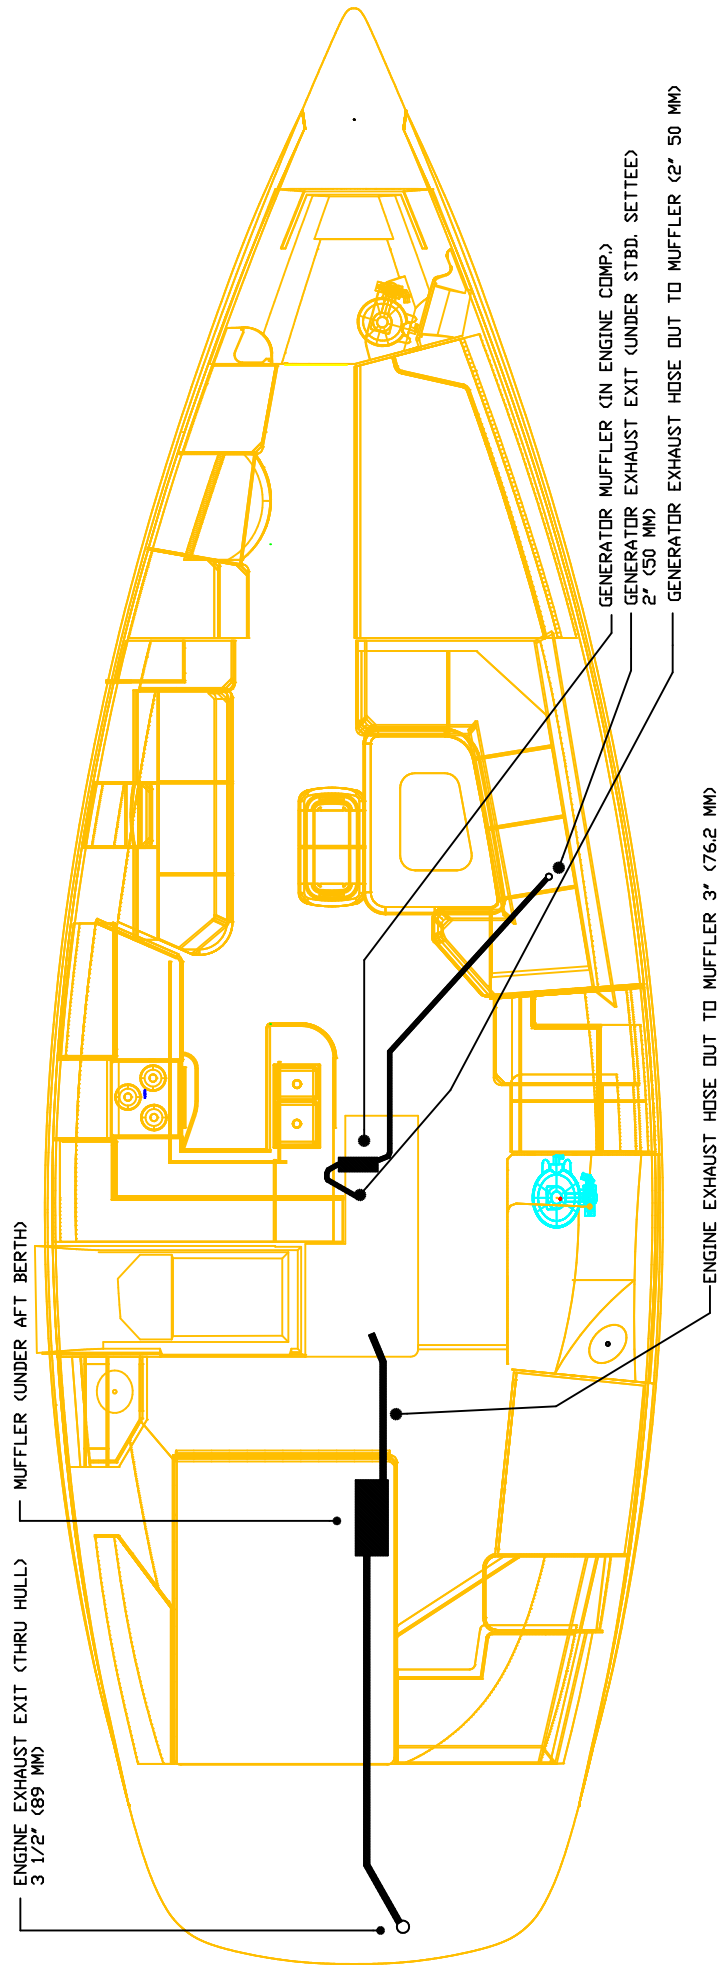 GENERATOR MUFFLER (IN ENGINE COMP.)
GENERATOR EXHAUST EXIT (UNDER STBD. SETTEE)
2" (50 MM)
GENERATOR EXHAUST HOSE OUT TO MUFFLER (2" 50 MM)
ENGINE EXHAUST HOSE OUT TO MUFFLER 3" (76.2 MM)
MUFFLER (UNDER AFT BERTH)
ENGINE EXHAUST EXIT (THRU HULL)
3 1/2" (89 MM)